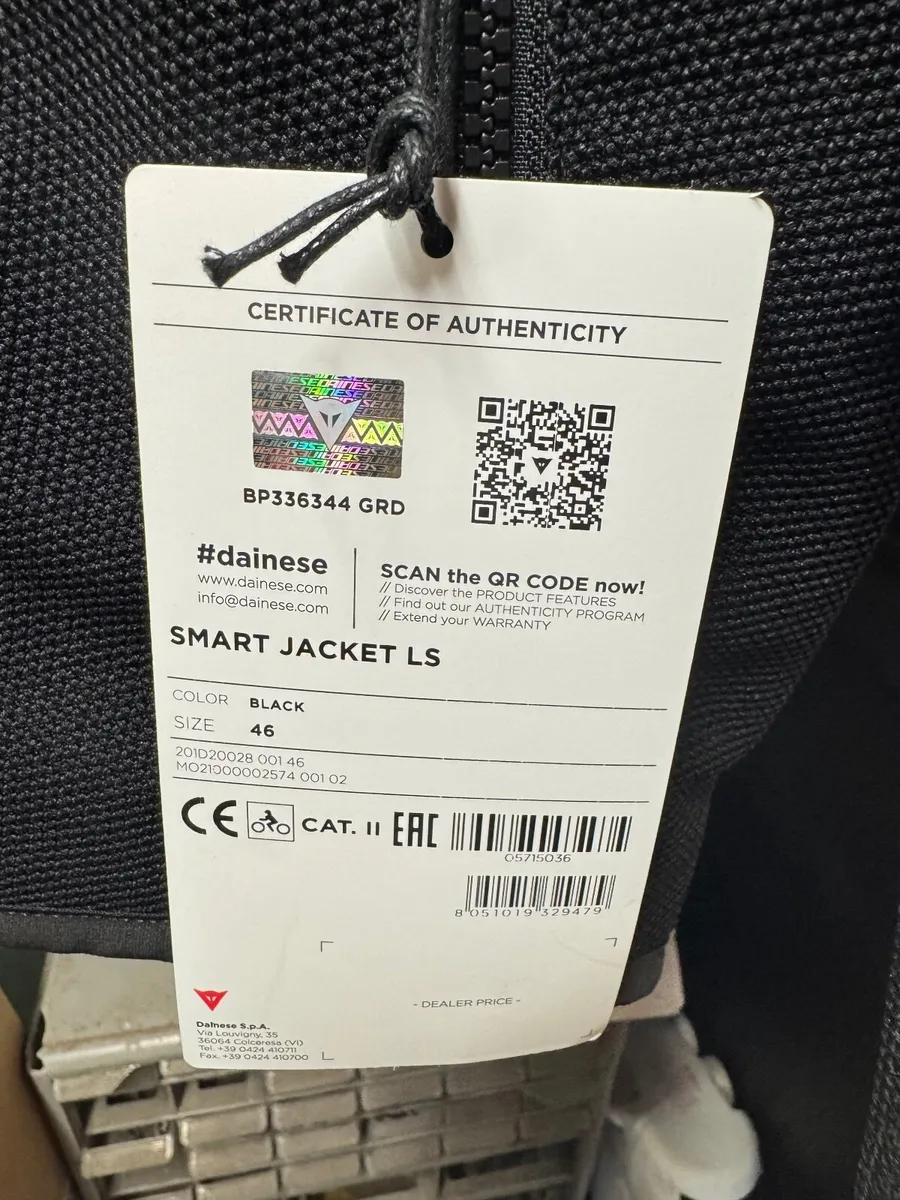 CERTIFICATE OF AUTHENTICITY
DAINESE
BP336344 GRD
#dainese
www.dainese.com
info@dainese.com
SCAN the QR CODE now!
// Discover the PRODUCT FEATURES
// Find out our AUTHENTICITY PROGRAM
// Extend your WARRANTY
SMART JACKET LS
COLOR BLACK
SIZE 46
201D20028 001 46
MO21000002574 001 02
CE CAT. II EAC
05715036
8 051019 329479
- DEALER PRICE -
Dainese S.p.A.
Via Louvigny, 35
36064 Colceresa (VI)
Tel. +39 0424 410711
Fax. +39 0424 410700